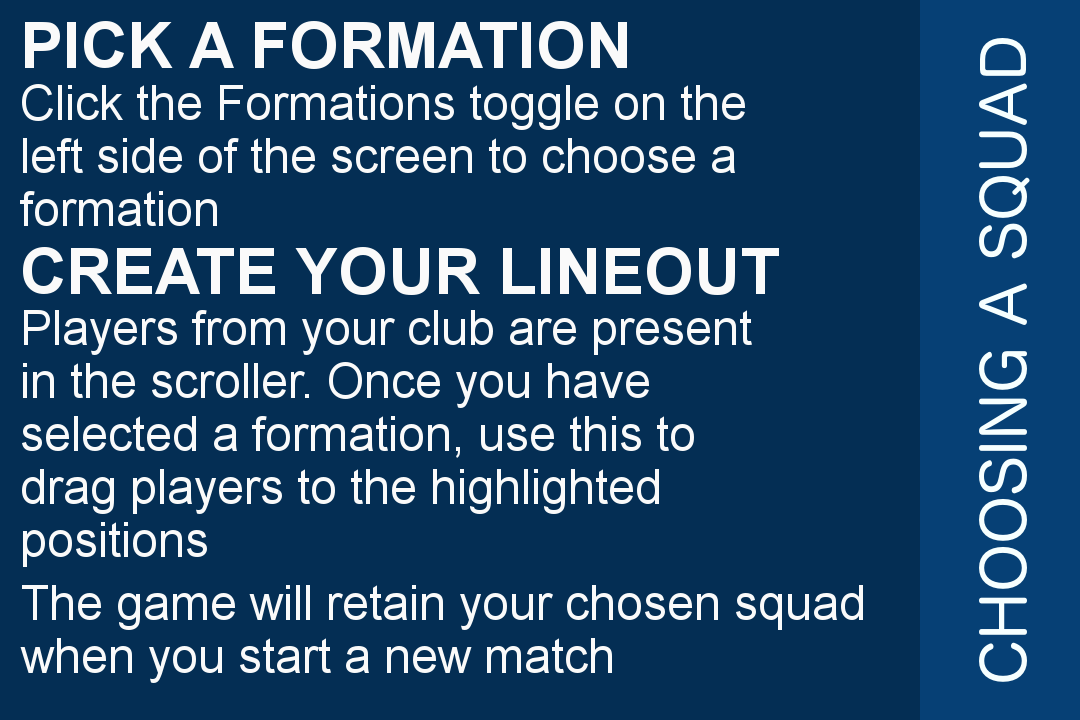 PICK A FORMATION
Click the Formations toggle on the
left side of the screen to choose a
formation
CREATE YOUR LINEOUT
Players from your club are present
in the scroller. Once you have
selected a formation, use this to
drag players to the highlighted
positions
The game will retain your chosen squad
when you start a new match
CHOOSING A SQUAD